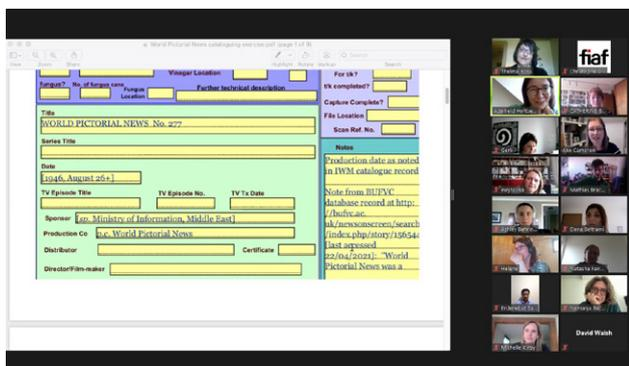 World Pictorial News cataloguing exercise.pdf (page 1 of 9)
Search
Vinegar Location
For t/k?
fungus?
No. of fungus cans
Fungus Location
Further technical description
t/k completed?
Capture Complete?
File Location
Scan Ref. No.
Title
WORLD PICTORIAL NEWS No. 277
Series Title
Date
[1946, August 26+]
TV Episode Title
TV Episode No.
TV Tx Date
Sponsor
[sp. Ministry of Information, Middle East]
Production Co
p.c. World Pictorial News
Distributor
Certificate
Director/Film-maker
Notes
Production date as noted
in IWM catalogue record
Note from BUFVC
database record at http:
//bufvc.ac.
uk/newsonscreen/search
/index.php/story/156544
[last accessed
22/04/2021]: "World
Pictorial News was a
fiaf
David Walsh